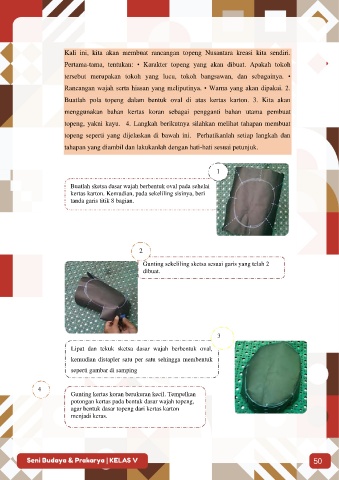 Kali ini, kita akan membuat rancangan topeng Nusantara kreasi kita sendiri.
Pertama-tama, tentukan: • Karakter topeng yang akan dibuat. Apakah tokoh
tersebut merupakan tokoh yang lucu, tokoh bangsawan, dan sebagainya. •
Rancangan wajah serta hiasan yang meliputinya. • Warna yang akan dipakai. 2.
Buatlah pola topeng dalam bentuk oval di atas kertas karton. 3. Kita akan
menggunakan bahan kertas koran sebagai pengganti bahan utama pembuat
topeng, yakni kayu. 4. Langkah berikutnya silahkan melihat tahapan membuat
topeng seperti yang dijelaskan di bawah ini. Perhatikanlah setiap langkah dan
tahapan yang diambil dan lakukanlah dengan hati-hati sesuai petunjuk.
1
Buatlah sketsa dasar wajah berbentuk oval pada sehelai
kertas karton. Kemudian, pada sekeliling sisinya, beri
tanda garis titik 8 bagian.
2
Gunting sekeliling sketsa sesuai garis yang telah 2
dibuat.
3
Lipat dan tekuk sketsa dasar wajah berbentuk oval,
kemudian distapler satu per satu sehingga membentuk
seperti gambar di samping
4
Gunting kertas koran berukuran kecil. Tempelkan
potongan kertas pada bentuk dasar wajah topeng,
agar bentuk dasar topeng dari kertas karton
menjadi keras.
Seni Budaya & Prakarya | KELAS V
50